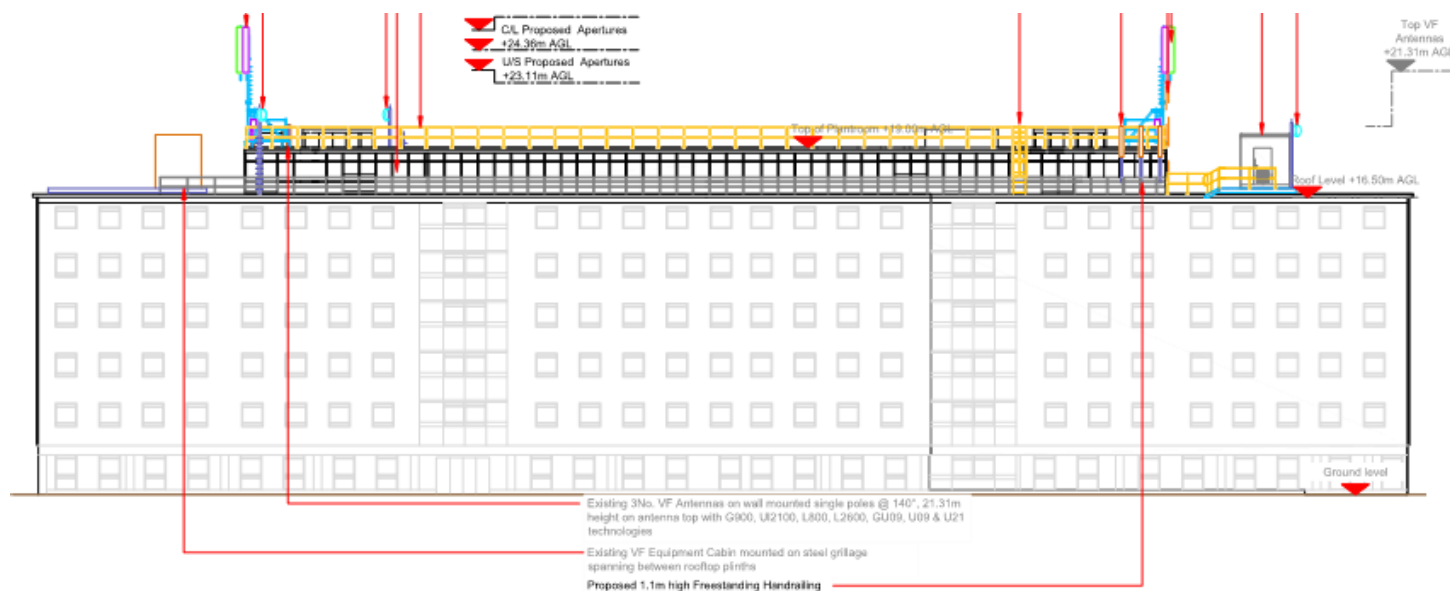 C/L Proposed Apertures
+24.36m AGL
U/S Proposed Apertures
+23.11m AGL
Top VF
Antennas
+21.31m AGL
Top of Plantroom +19.00m AGL
Roof Level +16.50m AGL
Ground level
Existing 3No. VF Antennas on wall mounted single poles @ 140°, 21.31m
height on antenna top with G900, UI2100, L800, L2600, GU09, U09 & U21
technologies
Existing VF Equipment Cabin mounted on steel grillage
spanning between rooftop plinths
Proposed 1.1m high Freestanding Handrailing